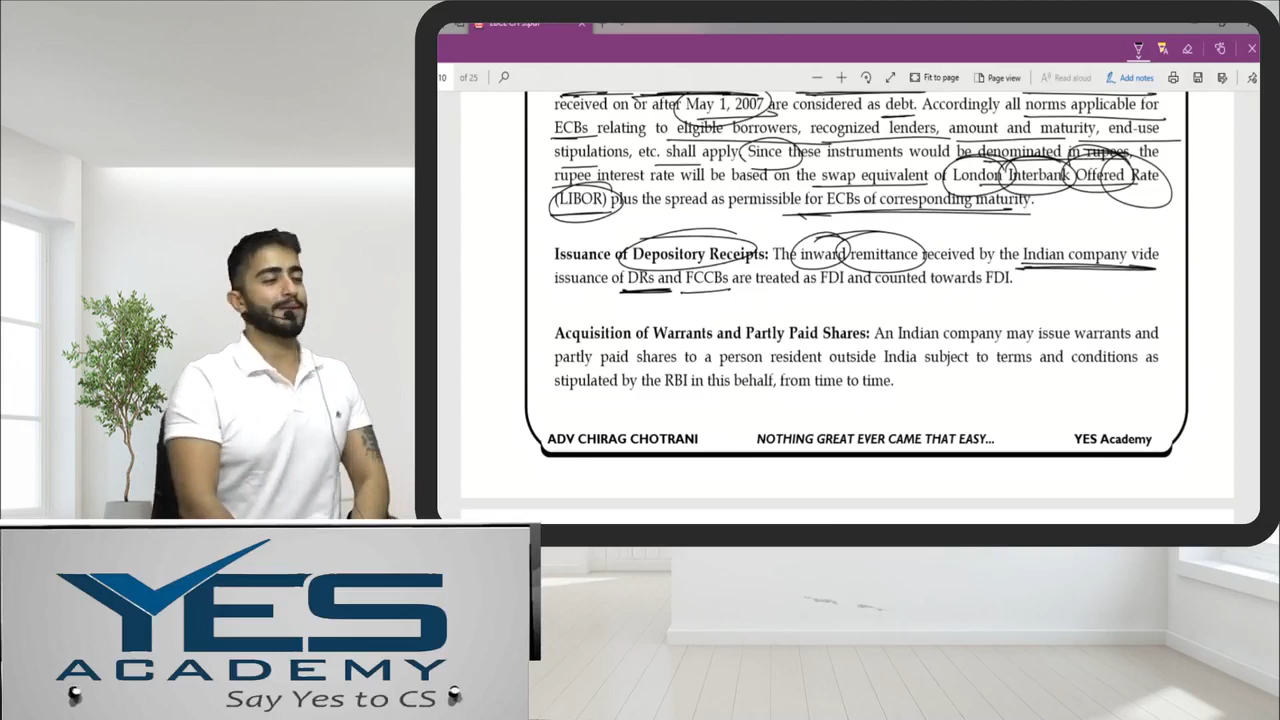 10 of 25
Fit to page
Page view
Read aloud
Add notes
received on or after May 1, 2007 are considered as debt. Accordingly all norms applicable for
ECBs relating to eligible borrowers, recognized lenders, amount and maturity, end-use
stipulations, etc. shall apply. Since these instruments would be denominated in rupees, the
rupee interest rate will be based on the swap equivalent of London Interbank Offered Rate
(LIBOR) plus the spread as permissible for ECBs of corresponding maturity.
Issuance of Depository Receipts: The inward remittance received by the Indian company vide
issuance of DRs and FCCBs are treated as FDI and counted towards FDI.
Acquisition of Warrants and Partly Paid Shares: An Indian company may issue warrants and
partly paid shares to a person resident outside India subject to terms and conditions as
stipulated by the RBI in this behalf, from time to time.
ADV CHIRAG CHOTRANI NOTHING GREAT EVER CAME THAT EASY... YES Academy
YES
ACADEMY
Say Yes to CS